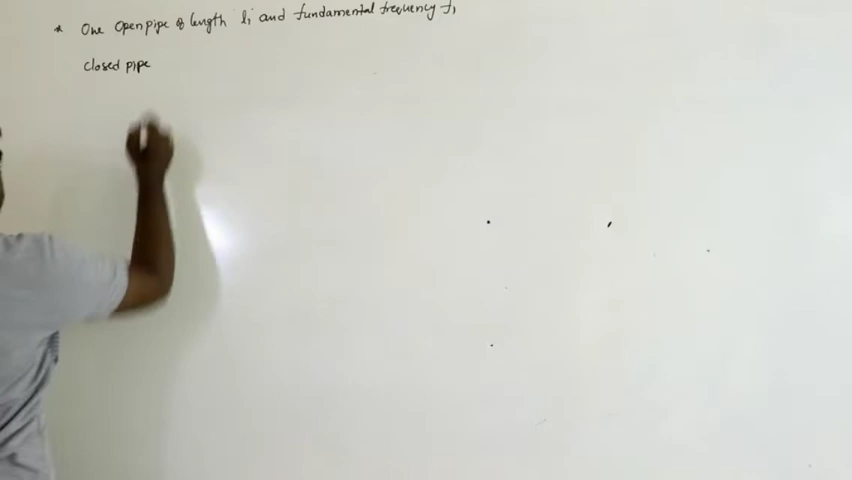 * One Open pipe of length l₁ and fundamental frequency f₁
closed pipe